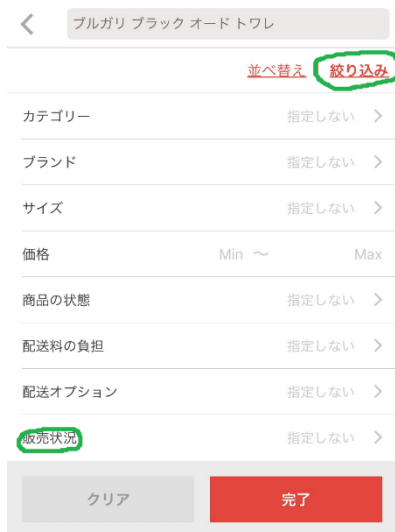 ブルガリ ブラック オード トワレ
並べ替え 絞り込み
カテゴリー 指定しない
ブランド 指定しない
サイズ 指定しない
価格 Min 〜 Max
商品の状態 指定しない
配送料の負担 指定しない
配送オプション 指定しない
販売状況 指定しない
クリア 完了